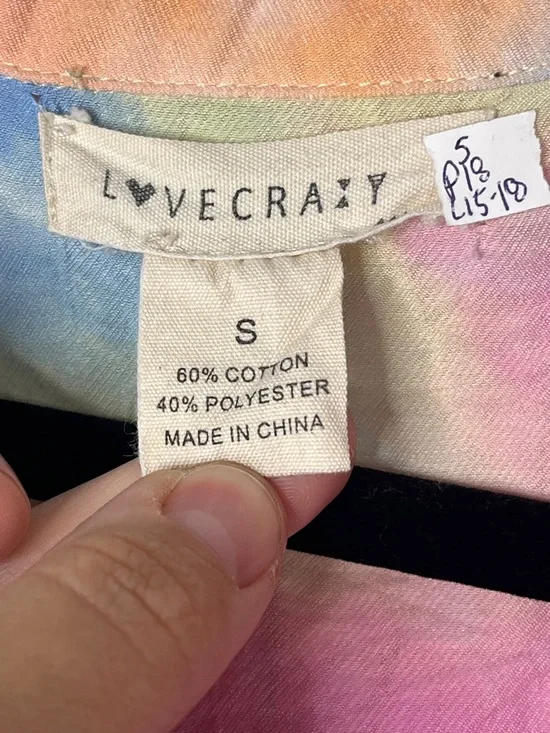 L♥VECRAZY
S
P18
L15-18
S
60% COTTON
40% POLYESTER
MADE IN CHINA